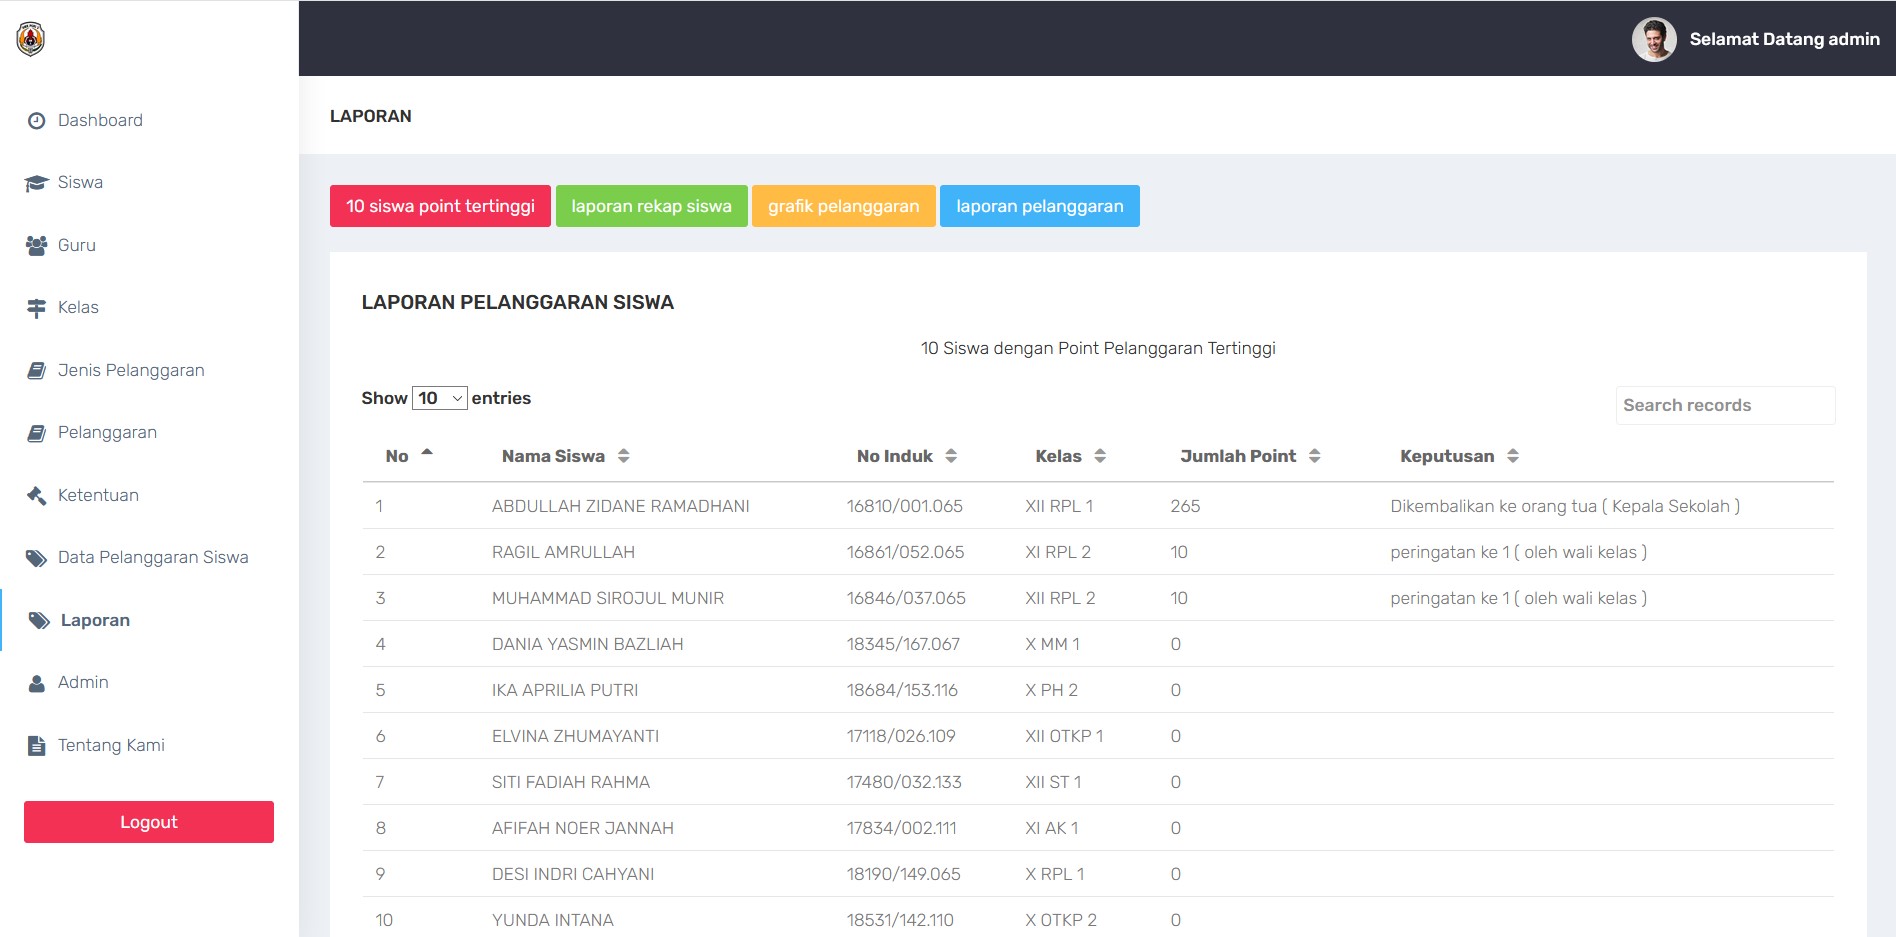 Selamat Datang admin
Dashboard
Siswa
Guru
Kelas
Jenis Pelanggaran
Pelanggaran
Ketentuan
Data Pelanggaran Siswa
Laporan
Admin
Tentang Kami
Logout
LAPORAN
10 siswa point tertinggi laporan rekap siswa grafik pelanggaran laporan pelanggaran
LAPORAN PELANGGARAN SISWA
10 Siswa dengan Point Pelanggaran Tertinggi
Show 10 entries Search records
No Nama Siswa No Induk Kelas Jumlah Point Keputusan
1 ABDULLAH ZIDANE RAMADHANI 16810/001.065 XII RPL 1 265 Dikembalikan ke orang tua ( Kepala Sekolah )
2 RAGIL AMRULLAH 16861/052.065 XI RPL 2 10 peringatan ke 1 ( oleh wali kelas )
3 MUHAMMAD SIROJUL MUNIR 16846/037.065 XII RPL 2 10 peringatan ke 1 ( oleh wali kelas )
4 DANIA YASMIN BAZLIAH 18345/167.067 X MM 1 0
5 IKA APRILIA PUTRI 18684/153.116 X PH 2 0
6 ELVINA ZHUMAYANTI 17118/026.109 XII OTKP 1 0
7 SITI FADIAH RAHMA 17480/032.133 XII ST 1 0
8 AFIFAH NOER JANNAH 17834/002.111 XI AK 1 0
9 DESI INDRI CAHYANI 18190/149.065 X RPL 1 0
10 YUNDA INTANA 18531/142.110 X OTKP 2 0